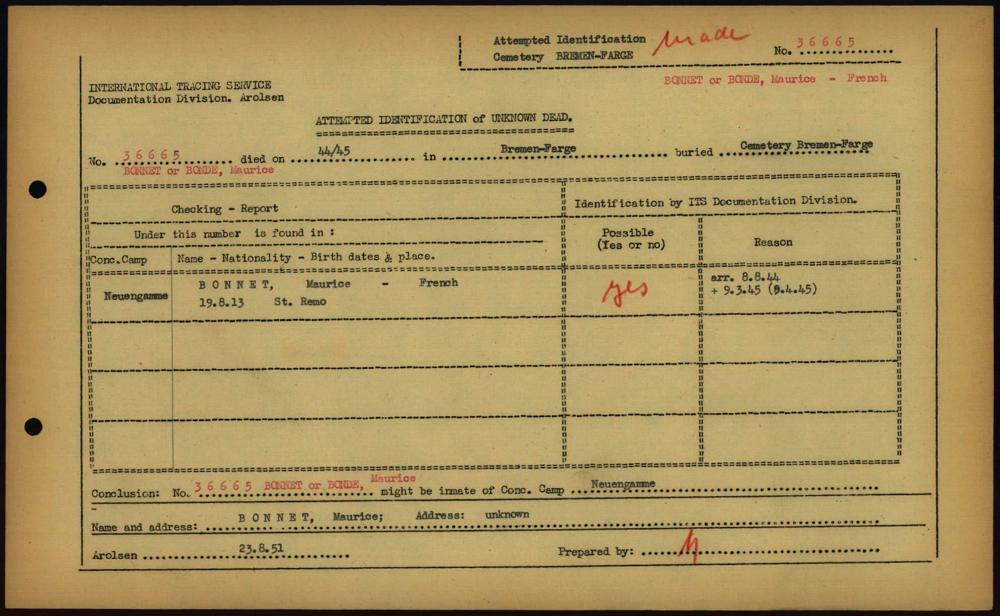 Attempted Identification made No. 36665
Cemetery BREMEN-FARGE
BONNET or BONDE, Maurice - French
INTERNATIONAL TRACING SERVICE
Documentation Division. Arolsen
ATTEMPTED IDENTIFICATION of UNKNOWN DEAD.
No. 36665 died on 44/45 in Bremen-Farge buried Cemetery Bremen-Farge
BONNET or BONDE, Maurice
Checking - Report
Identification by ITS Documentation Division.
Under this number is found in :
Possible
(Yes or no)
Reason
Conc.Camp
Name - Nationality - Birth dates & place.
Neuengamme
BONNET, Maurice - French
19.8.13 St. Remo
yes
arr. 8.8.44
+ 9.3.45 (9.4.45)
Conclusion: No. 36665 BONNET or BONDE, Maurice might be inmate of Conc. Camp Neuengamme
Name and address: BONNET, Maurice; Address: unknown
Arolsen 23.8.51 Prepared by: